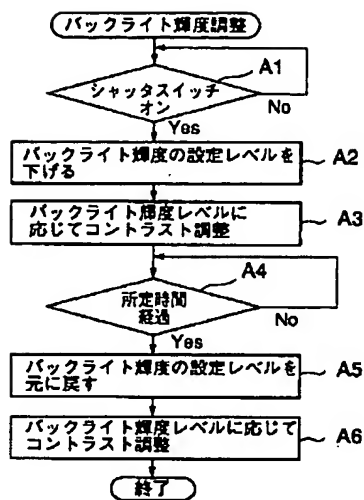 バックライト輝度調整
A1
シャッタスイッチ
オン
No
Yes
バックライト輝度の設定レベルを
下げる
A2
バックライト輝度レベルに
応じてコントラスト調整
A3
A4
所定時間
経過
No
Yes
バックライト輝度の設定レベルを
元に戻す
A5
バックライト輝度レベルに応じて
コントラスト調整
A6
終了